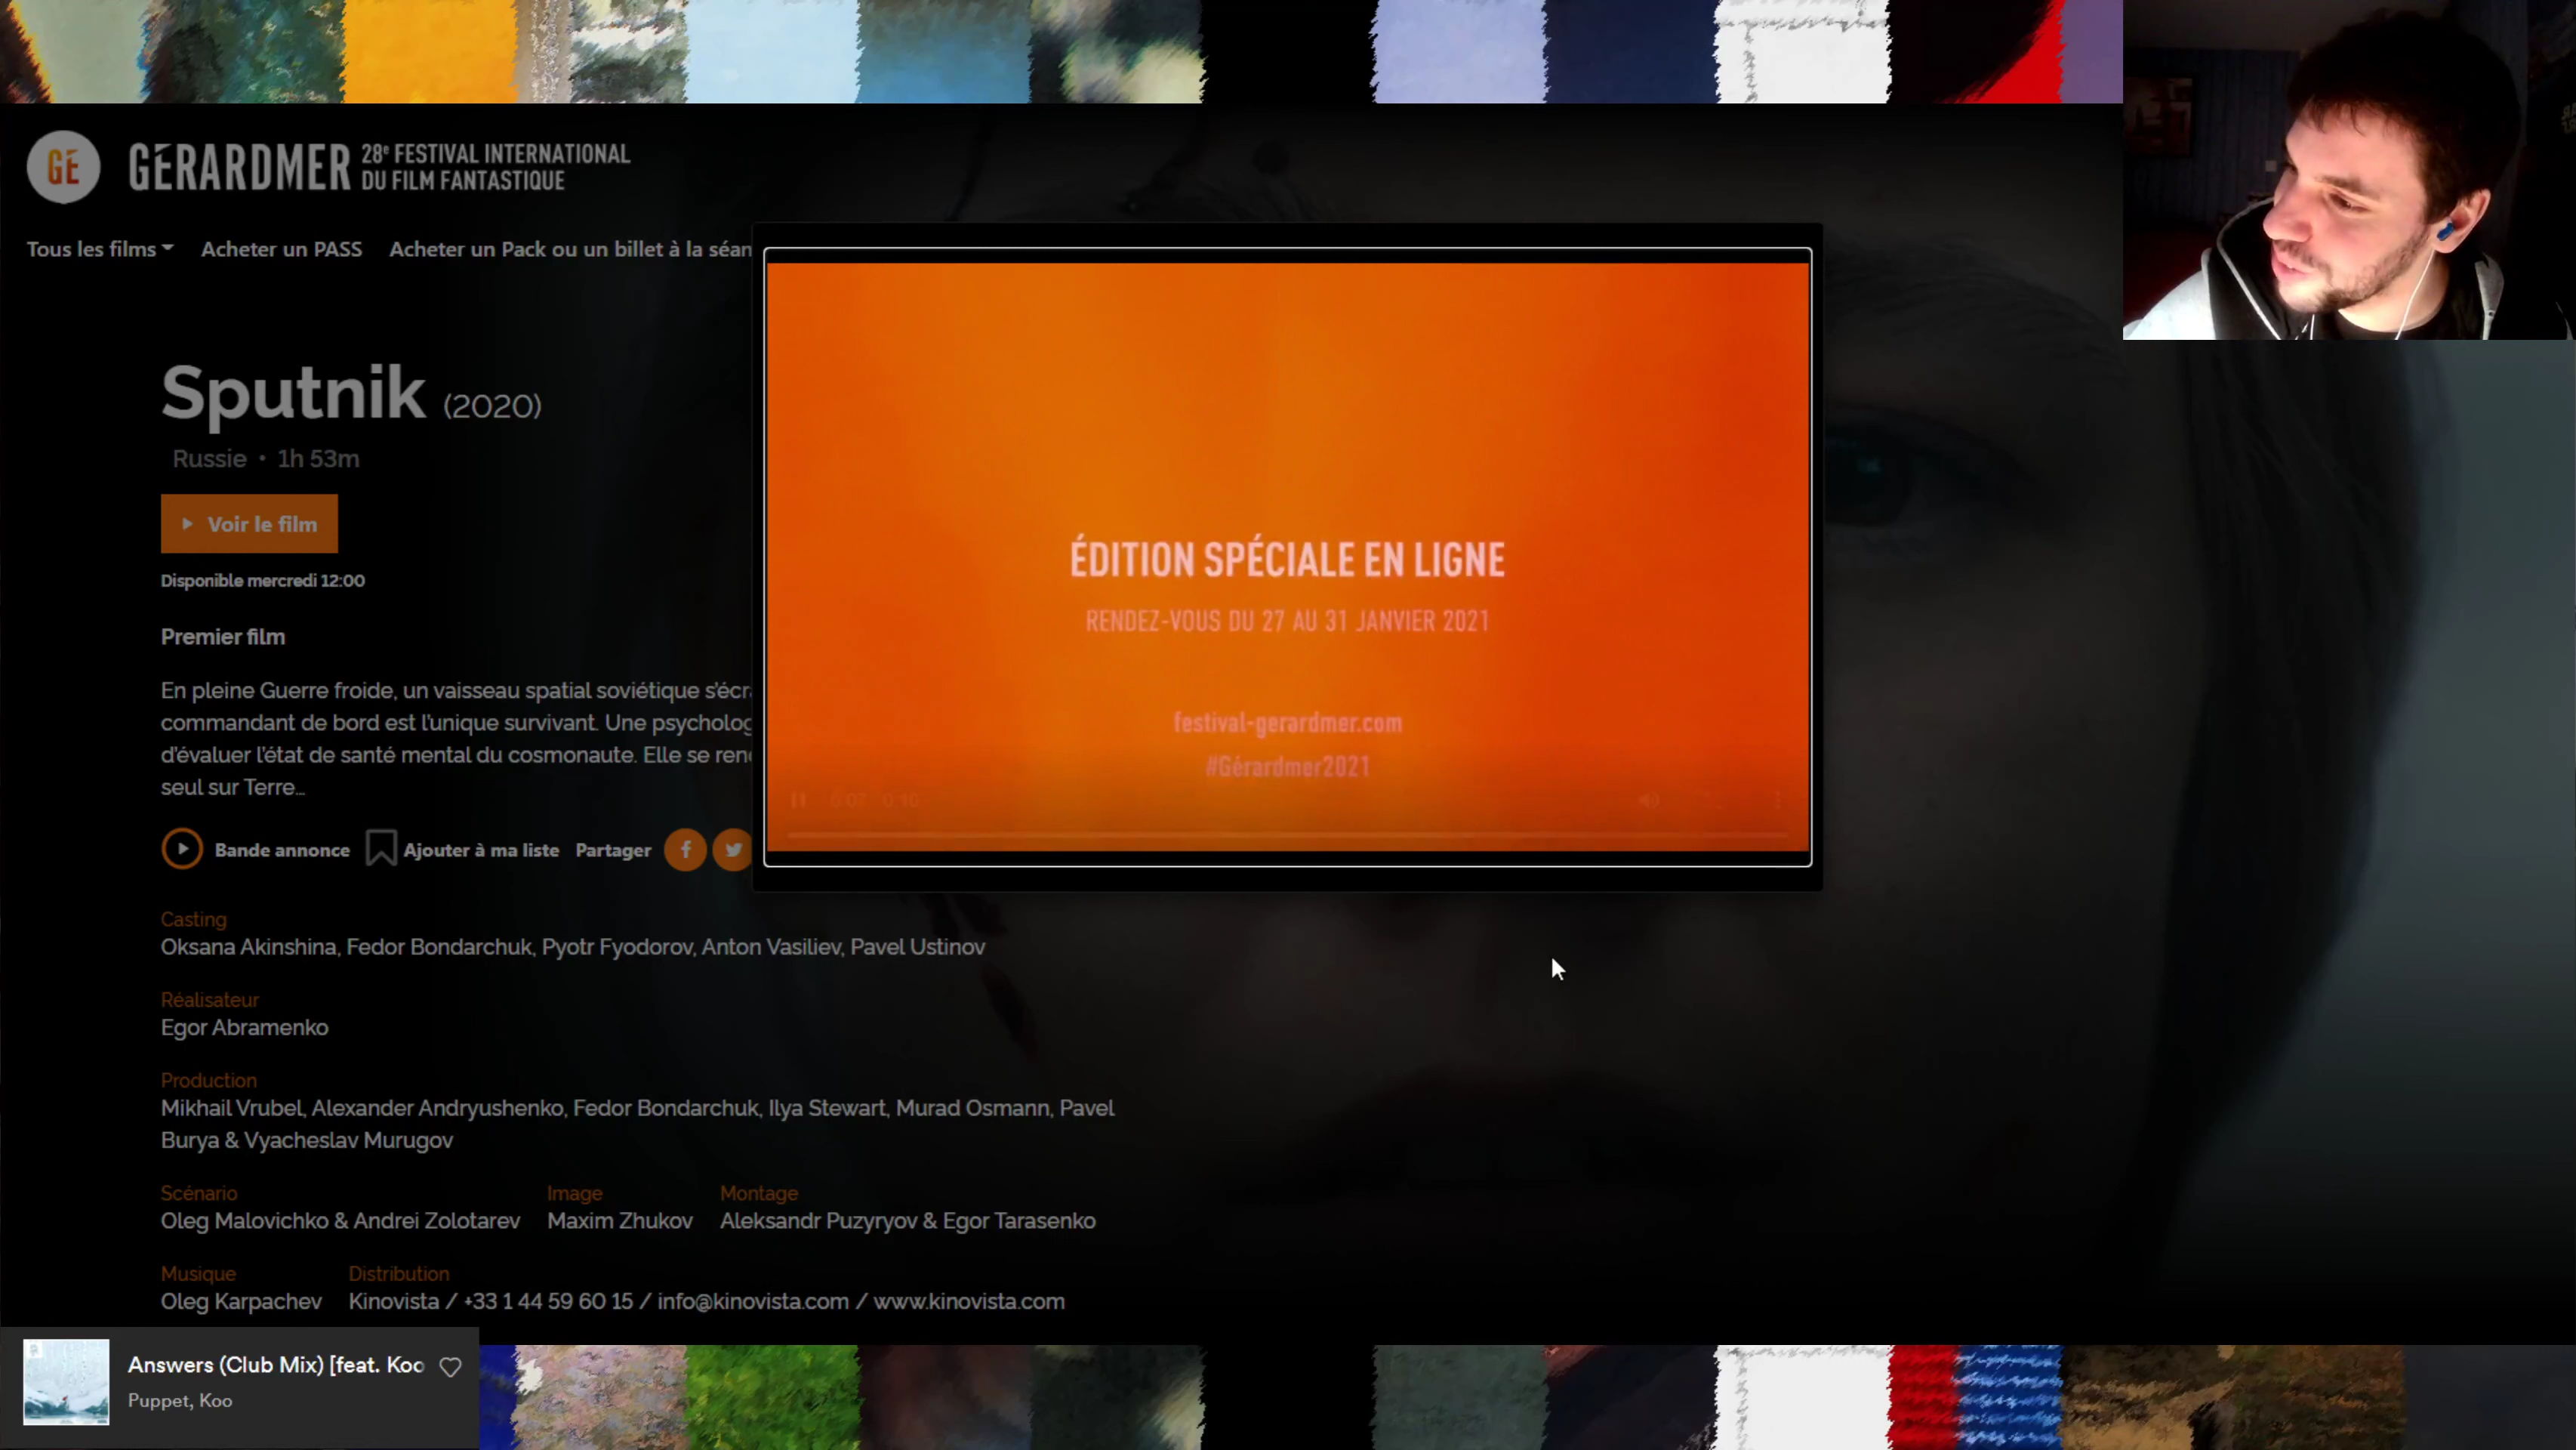 GÉ
GÉRARDMER 28e FESTIVAL INTERNATIONAL
DU FILM FANTASTIQUE
Tous les films Acheter un PASS Acheter un Pack ou un billet à la séan
Sputnik (2020)
Russie • 1h 53m
Voir le film
Disponible mercredi 12:00
Premier film
En pleine Guerre froide, un vaisseau spatial soviétique s'écr
commandant de bord est l'unique survivant. Une psycholog
d'évaluer l'état de santé mental du cosmonaute. Elle se ren
seul sur Terre…
Bande annonce Ajouter à ma liste Partager
ÉDITION SPÉCIALE EN LIGNE
RENDEZ-VOUS DU 27 AU 31 JANVIER 2021
festival-gerardmer.com
#Gérardmer2021
Casting
Oksana Akinshina, Fedor Bondarchuk, Pyotr Fyodorov, Anton Vasiliev, Pavel Ustinov
Réalisateur
Egor Abramenko
Production
Mikhail Vrubel, Alexander Andryushenko, Fedor Bondarchuk, Ilya Stewart, Murad Osmann, Pavel
Burya & Vyacheslav Murugov
Scénario Image Montage
Oleg Malovichko & Andrei Zolotarev Maxim Zhukov Aleksandr Puzyryov & Egor Tarasenko
Musique Distribution
Oleg Karpachev Kinovista / +33 1 44 59 60 15 / info@kinovista.com / www.kinovista.com
Answers (Club Mix) [feat. Koo
Puppet, Koo